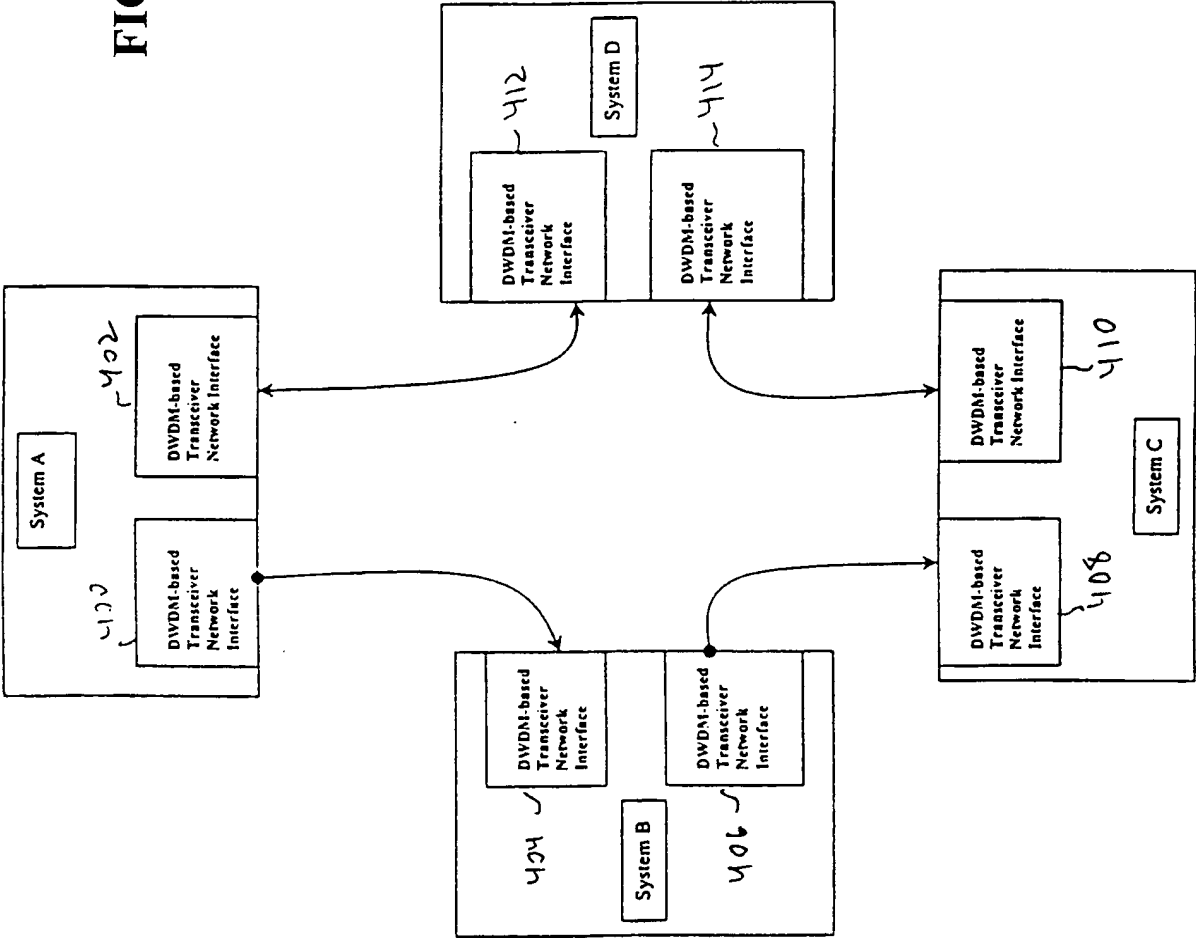 FIG
System A
400
402
DWDM-based
Transceiver
Network
Interface
DWDM-based
Transceiver
Network Interface
404
DWDM-based
Transceiver
Network
Interface
System B
406
DWDM-based
Transceiver
Network
Interface
412
DWDM-based
Transceiver
Network
Interface
System D
414
DWDM-based
Transceiver
Network
Interface
DWDM-based
Transceiver
Network
Interface
408
DWDM-based
Transceiver
Network Interface
410
System C